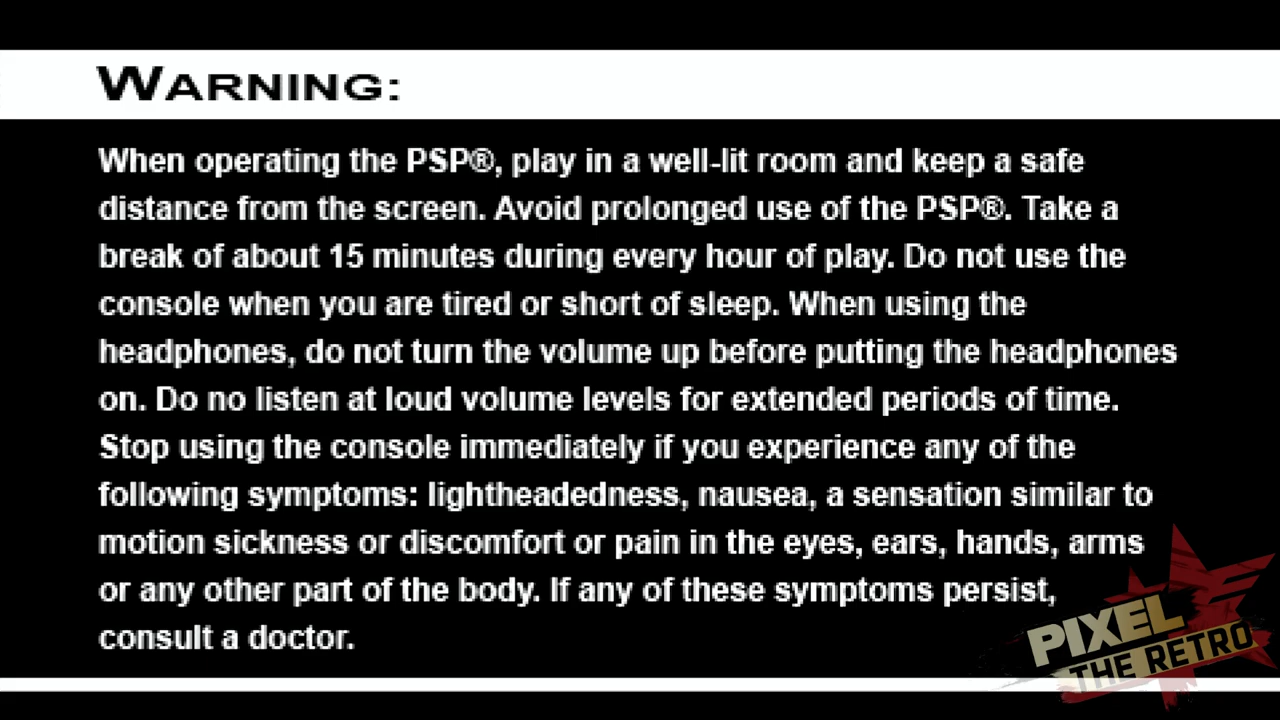 WARNING:
When operating the PSP®, play in a well-lit room and keep a safe
distance from the screen. Avoid prolonged use of the PSP®. Take a
break of about 15 minutes during every hour of play. Do not use the
console when you are tired or short of sleep. When using the
headphones, do not turn the volume up before putting the headphones
on. Do no listen at loud volume levels for extended periods of time.
Stop using the console immediately if you experience any of the
following symptoms: lightheadedness, nausea, a sensation similar to
motion sickness or discomfort or pain in the eyes, ears, hands, arms
or any other part of the body. If any of these symptoms persist,
consult a doctor.
PIXEL
THE RETRO